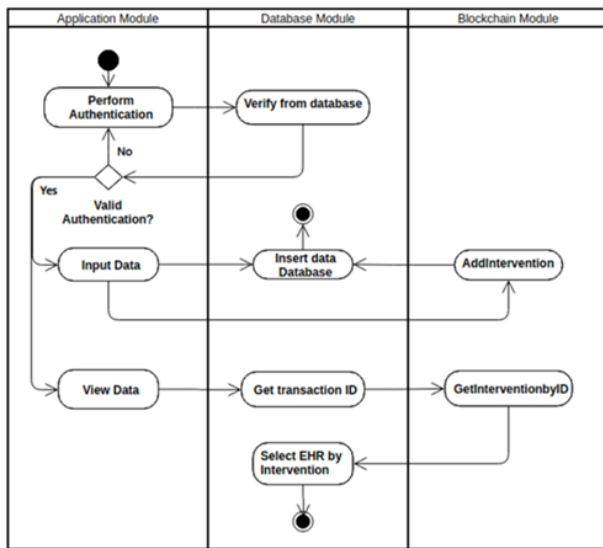 Application Module
Database Module
Blockchain Module
Perform
Authentication
Verify from database
No
Yes
Valid
Authentication?
Input Data
Insert data
Database
AddIntervention
View Data
Get transaction ID
GetInterventionbyID
Select EHR by
Intervention